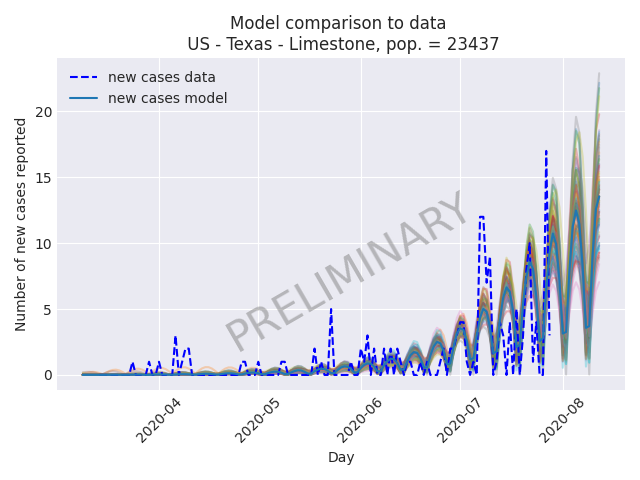 Model comparison to data
US - Texas - Limestone, pop. = 23437
new cases data
new cases model
Number of new cases reported
20
15
10
5
0
PRELIMINARY
2020-04
2020-05
2020-06
2020-07
2020-08
Day